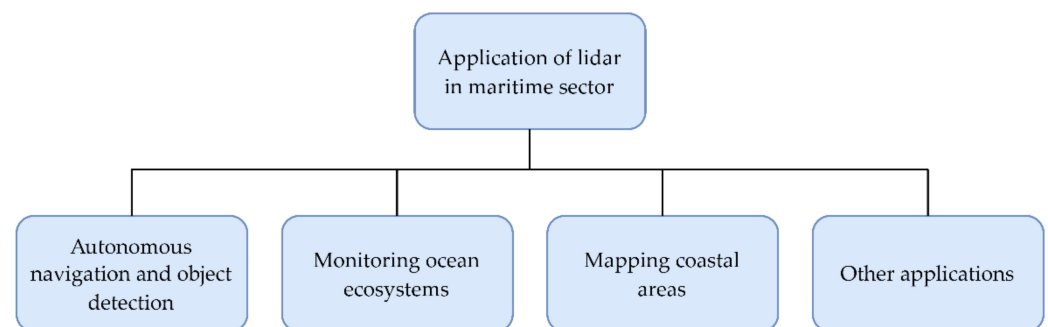 Application of lidar
in maritime sector
Autonomous
navigation and object
detection
Monitoring ocean
ecosystems
Mapping coastal
areas
Other applications